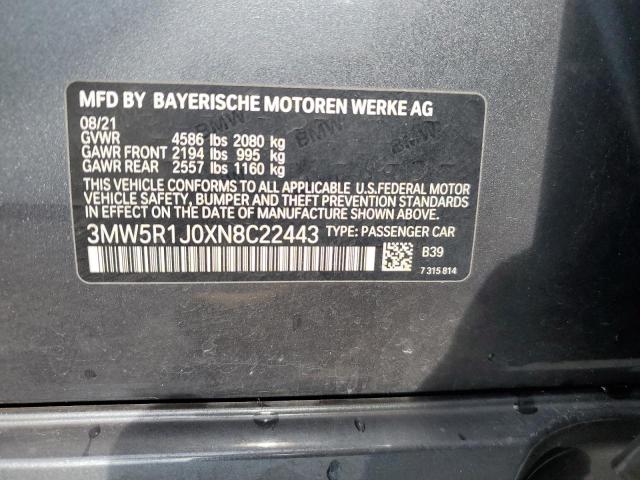 MFD BY BAYERISCHE MOTOREN WERKE AG
08/21
GVWR 4586 lbs 2080 kg
GAWR FRONT 2194 lbs 995 kg
GAWR REAR 2557 lbs 1160 kg
THIS VEHICLE CONFORMS TO ALL APPLICABLE U.S.FEDERAL MOTOR
VEHICLE SAFETY, BUMPER AND THEFT PREVENTION STANDARDS
IN EFFECT ON THE DATE OF MANUFACTURE SHOWN ABOVE.
3MW5R1J0XN8C22443 TYPE: PASSENGER CAR
B39
7 315 814